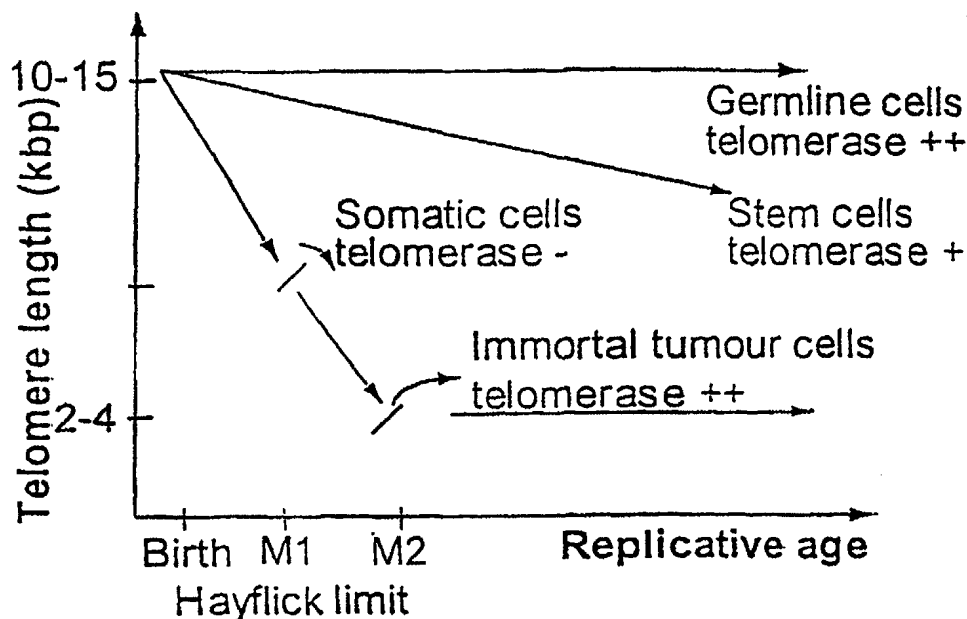 Telomere length (kbp)
10-15
2-4
Germline cells
telomerase ++
Stem cells
telomerase +
Somatic cells
telomerase -
Immortal tumour cells
telomerase ++
Birth M1 M2 Replicative age
Hayflick limit